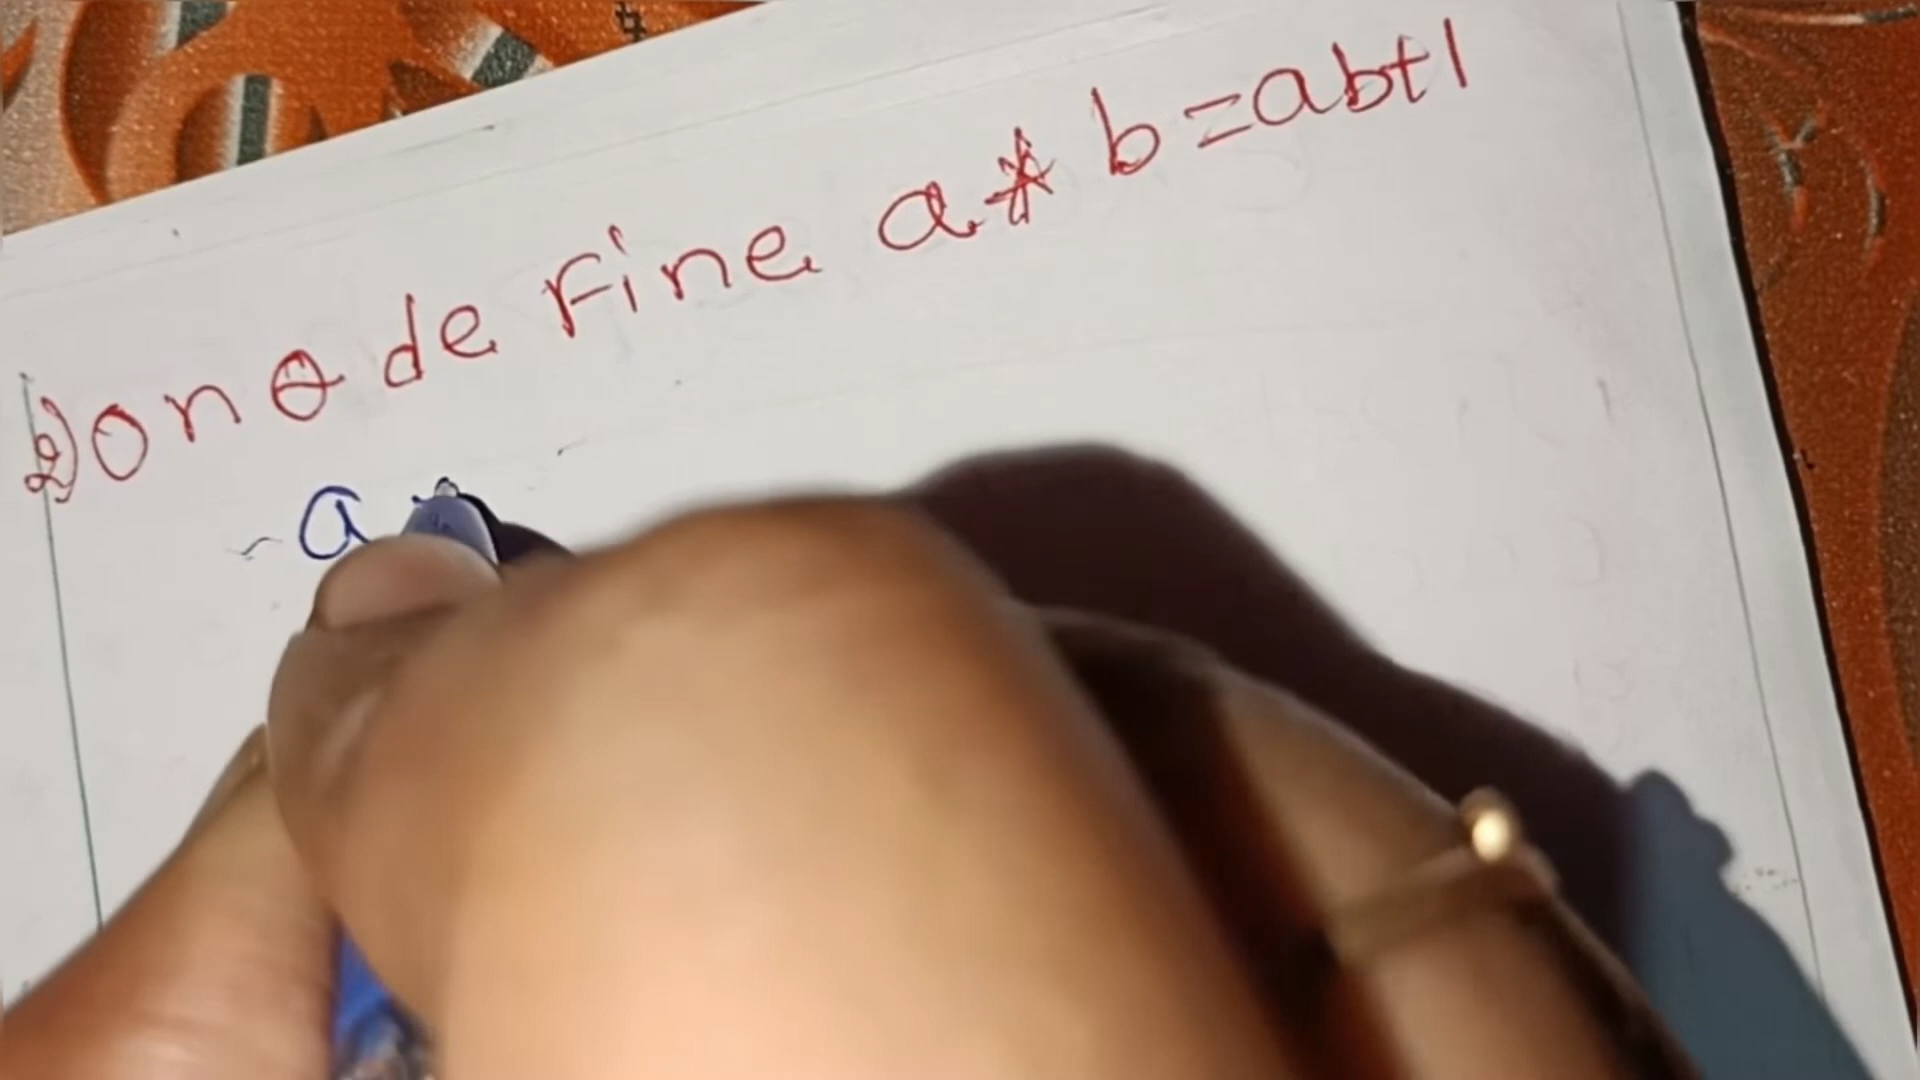 2) on Q define a * b = ab+1
a